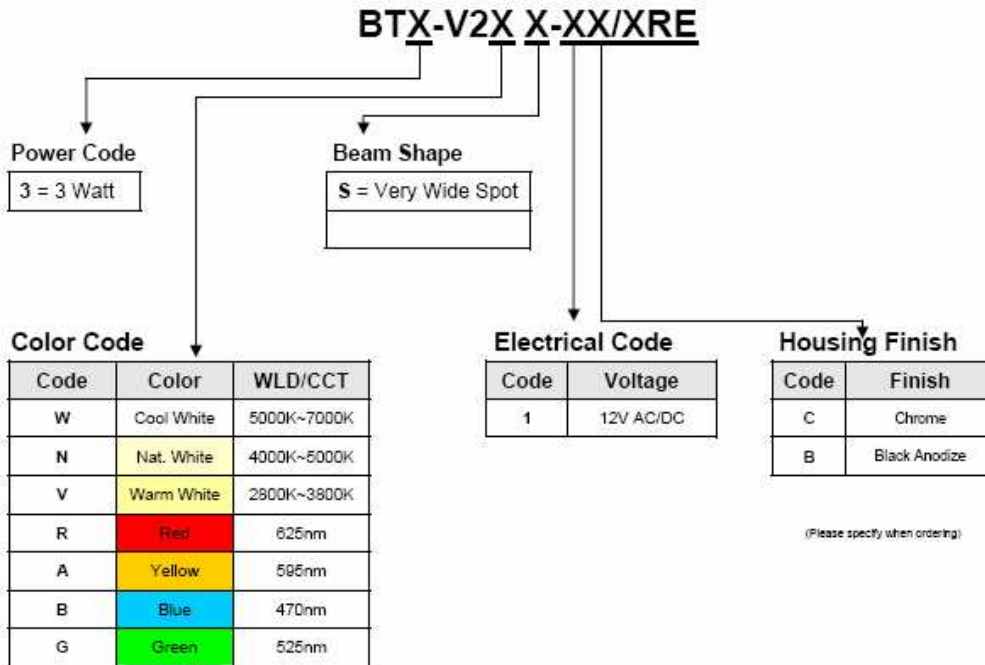 BTX-V2X X-XX/XRE
Power Code
3 = 3 Watt
Beam Shape
S = Very Wide Spot
Color Code
Code Color WLD/CCT
W Cool White 5000K~7000K
N Nat. White 4000K~5000K
V Warm White 2800K~3800K
R Red 625nm
A Yellow 595nm
B Blue 470nm
G Green 525nm
Electrical Code
Code Voltage
1 12V AC/DC
Housing Finish
Code Finish
C Chrome
B Black Anodize
(Please specify when ordering)